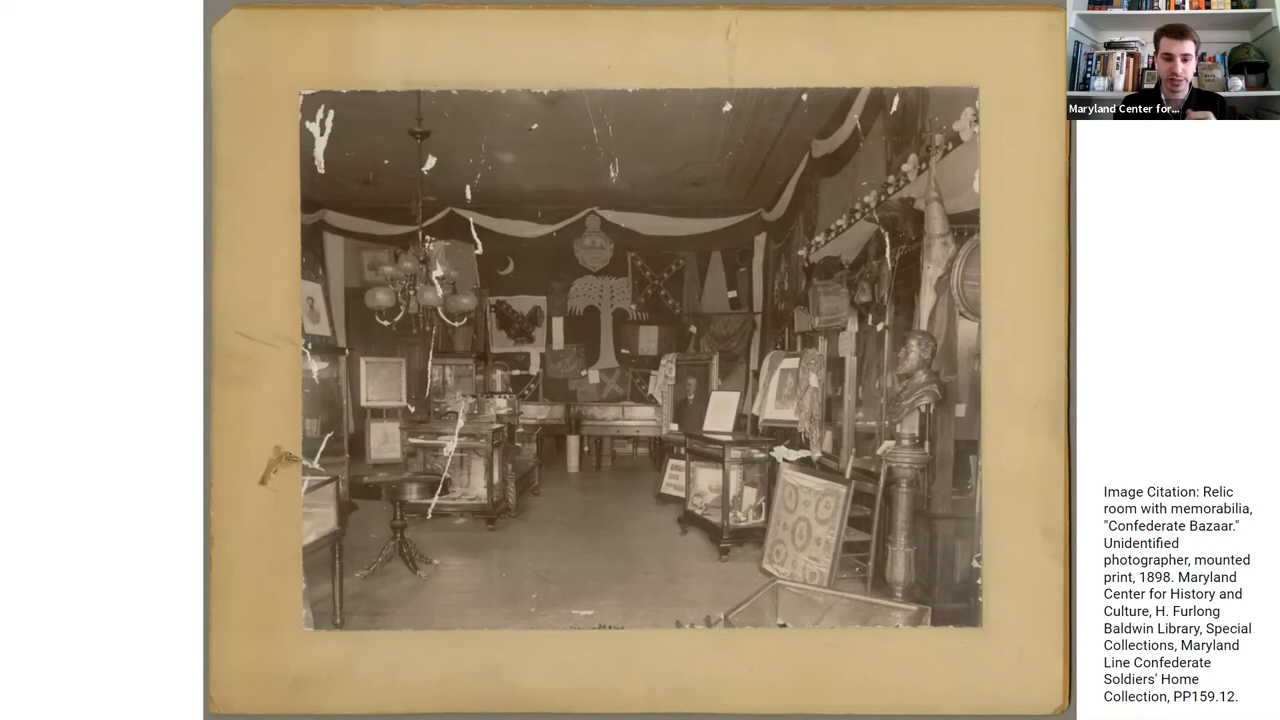 Maryland Center for...
Image Citation: Relic
room with memorabilia,
"Confederate Bazaar."
Unidentified
photographer, mounted
print, 1898. Maryland
Center for History and
Culture, H. Furlong
Baldwin Library, Special
Collections, Maryland
Line Confederate
Soldiers' Home
Collection, PP159.12.